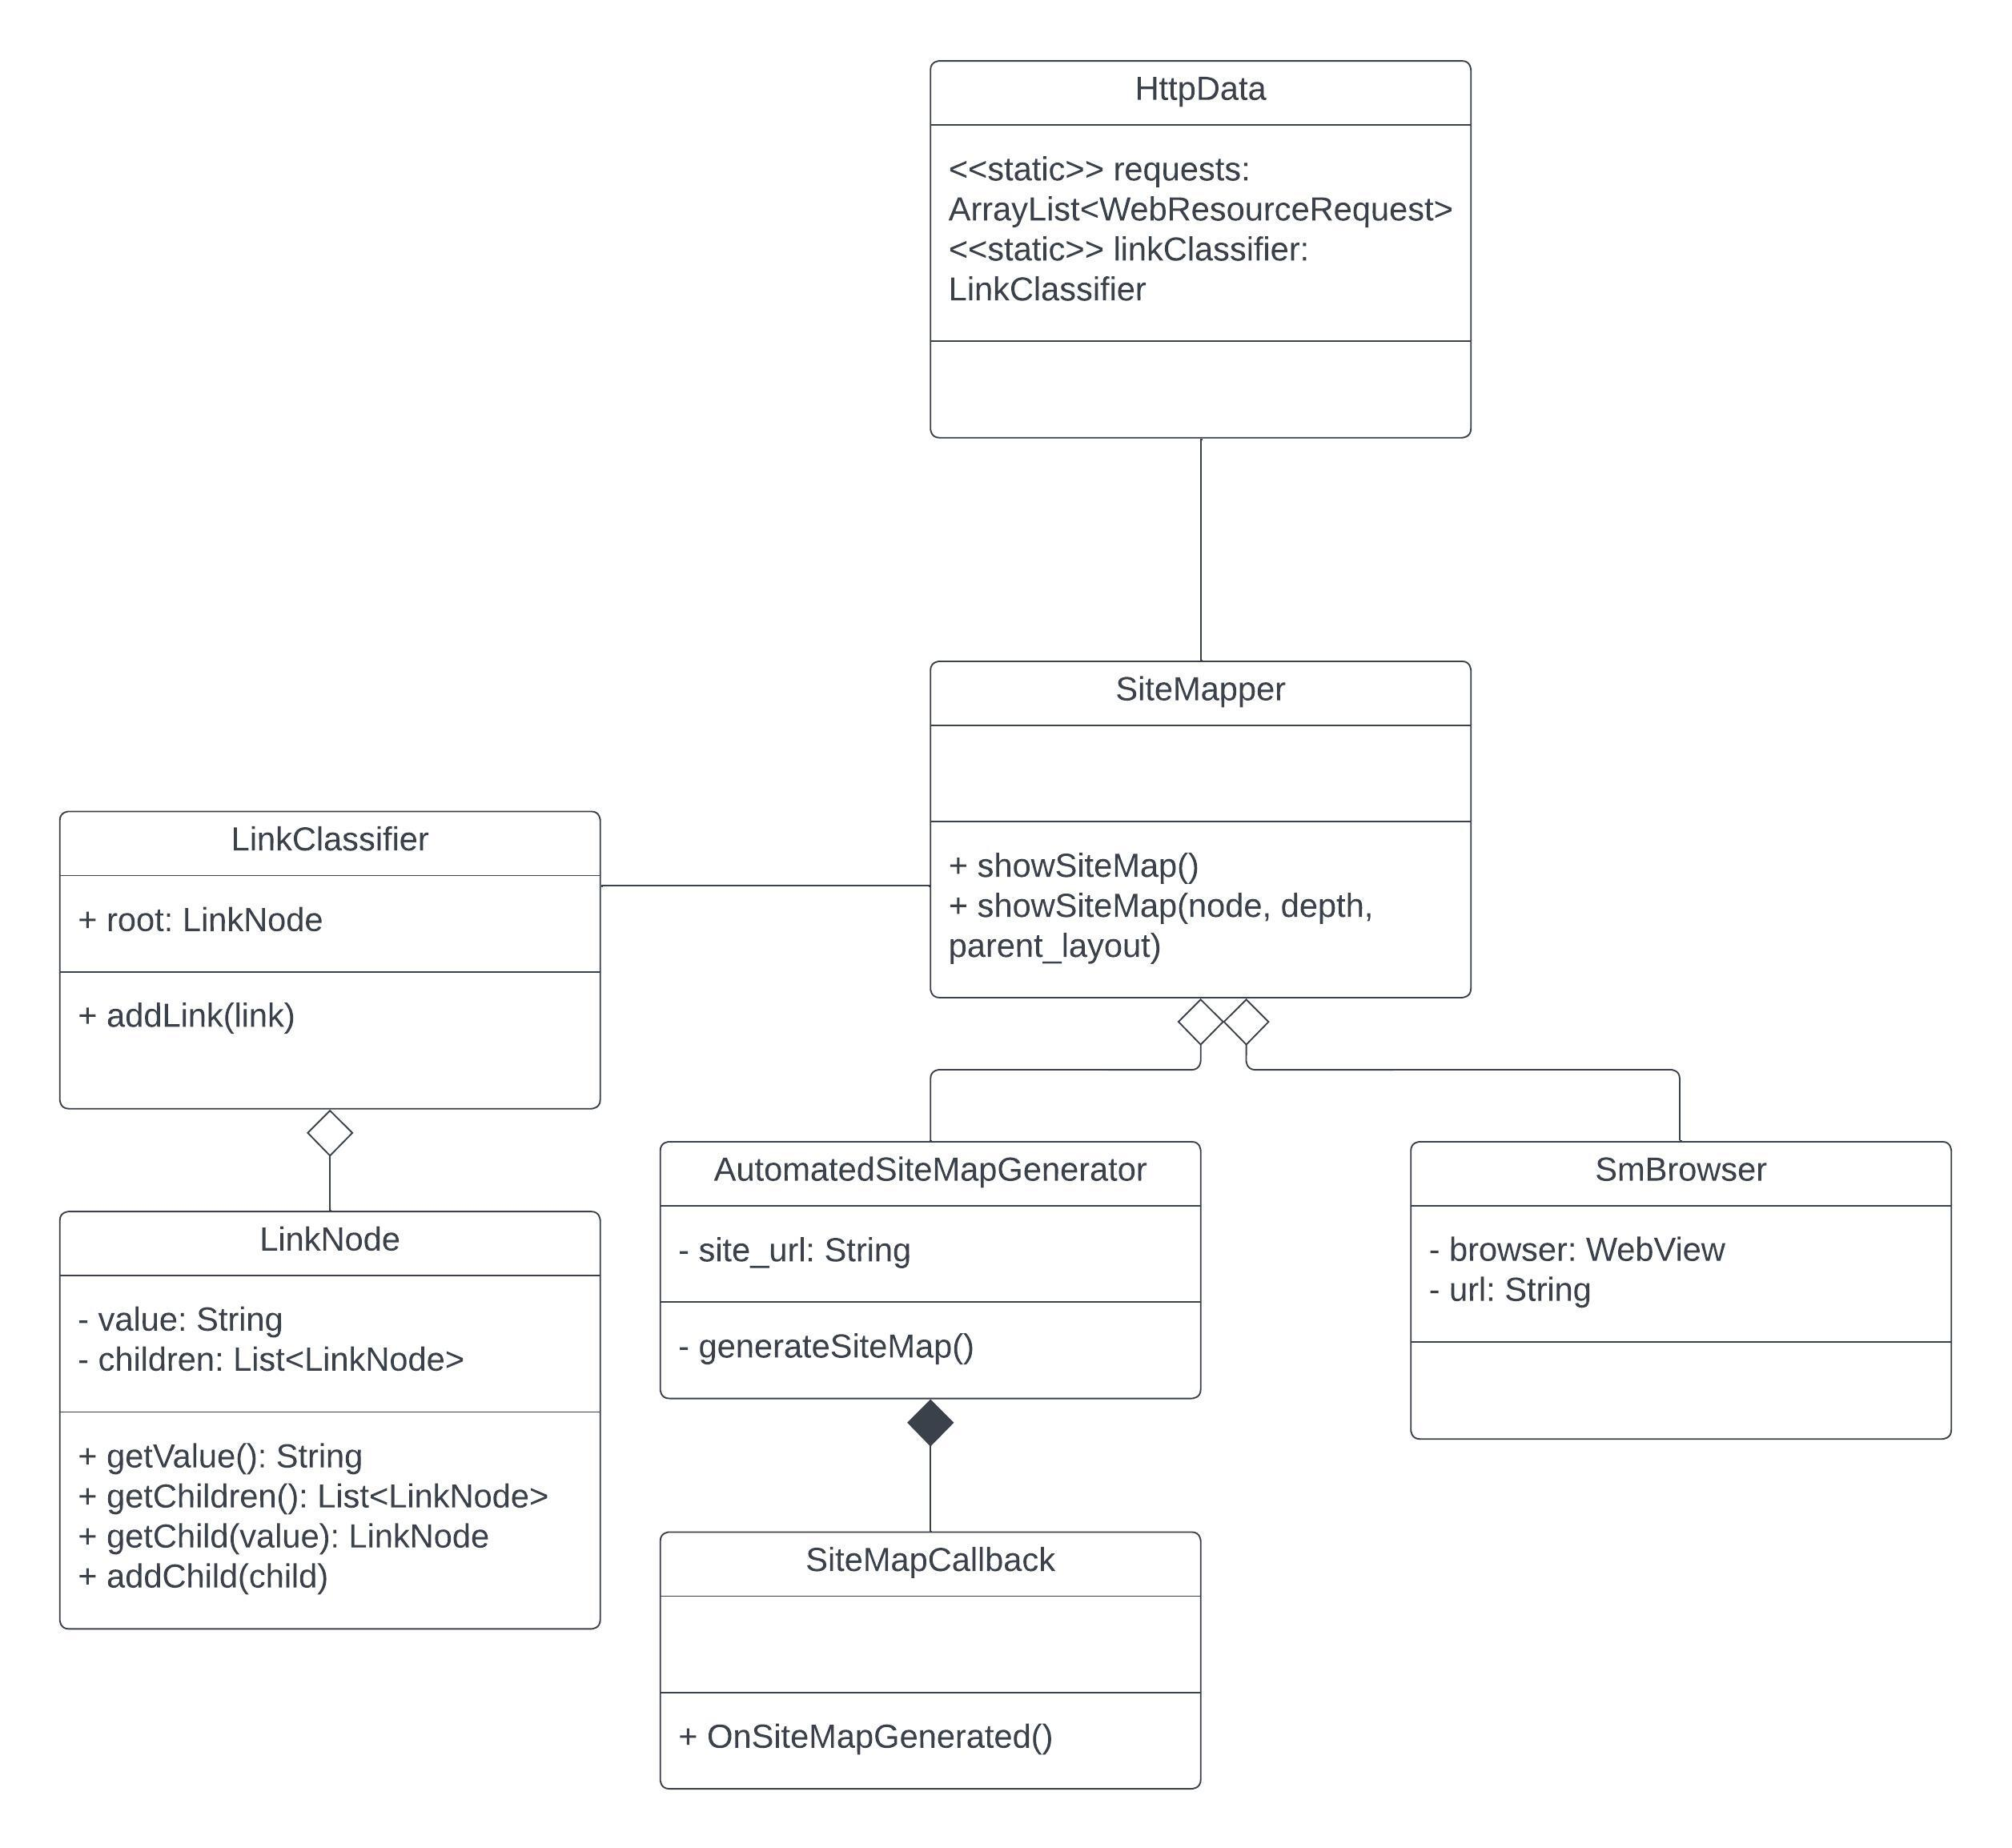 HttpData
<<static>> requests:
ArrayList<WebResourceRequest>
<<static>> linkClassifier:
LinkClassifier
SiteMapper
+ showSiteMap()
+ showSiteMap(node, depth,
parent_layout)
LinkClassifier
+ root: LinkNode
+ addLink(link)
LinkNode
- value: String
- children: List<LinkNode>
+ getValue(): String
+ getChildren(): List<LinkNode>
+ getChild(value): LinkNode
+ addChild(child)
AutomatedSiteMapGenerator
- site_url: String
- generateSiteMap()
SmBrowser
- browser: WebView
- url: String
SiteMapCallback
+ OnSiteMapGenerated()